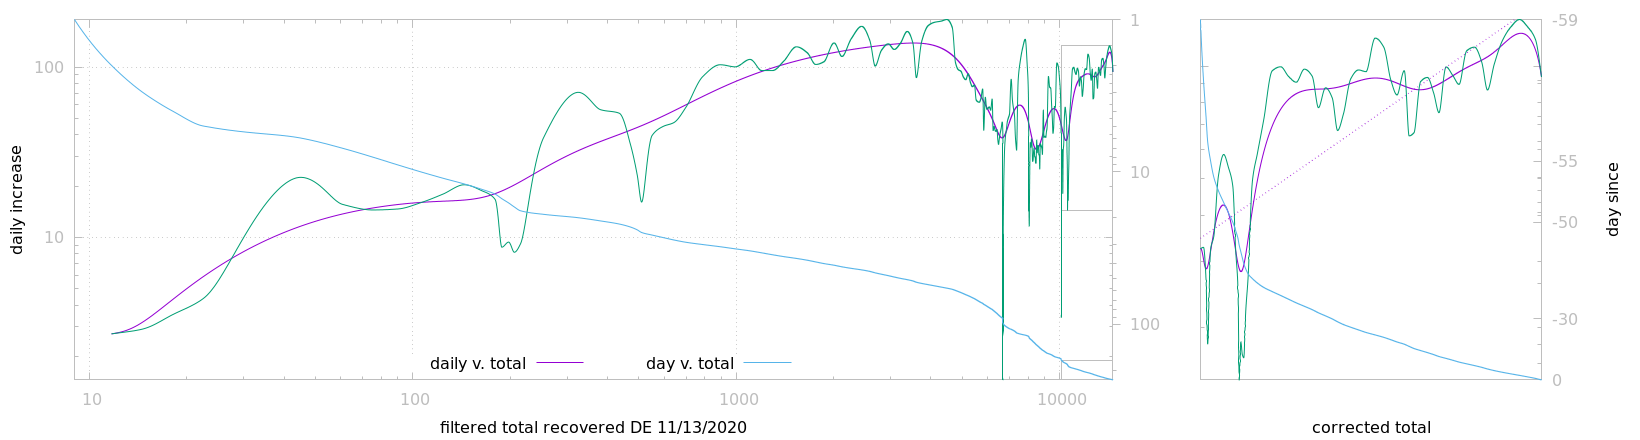 100
10
daily increase
daily v. total
day v. total
10
100
1000
10000
filtered total recovered DE 11/13/2020
1
10
100
-59
-55
-50
-30
0
day since
corrected total